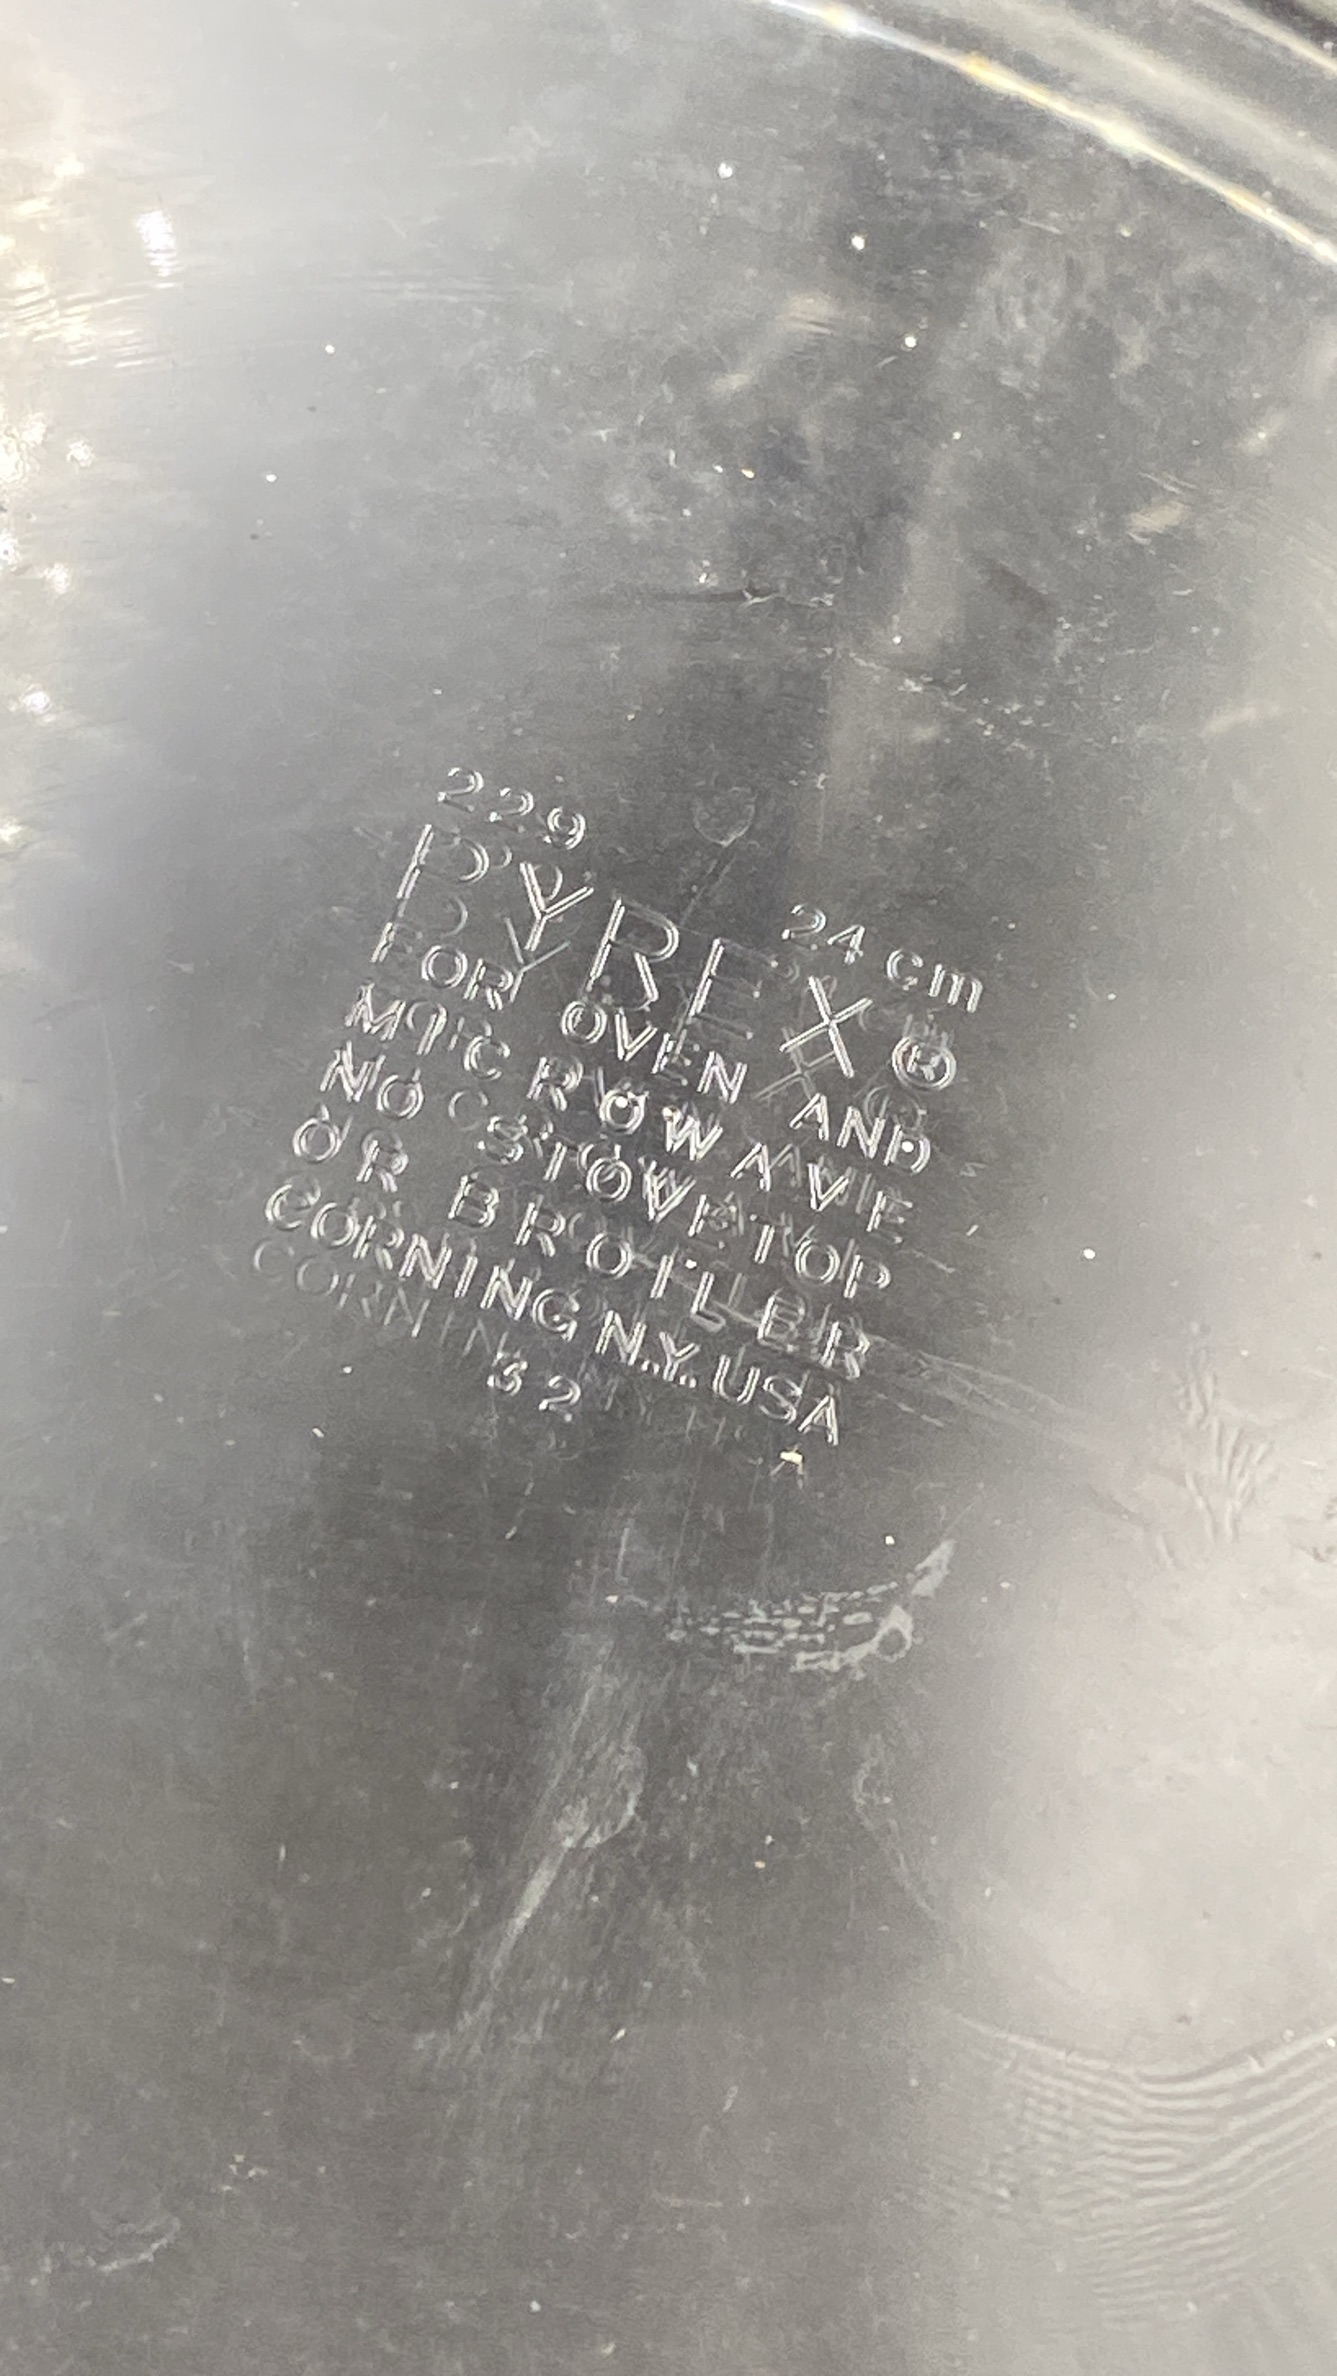 229 24 cm
PYREX ®
FOR OVEN AND
MICROWAVE
NO STOVETOP
OR BROILER
CORNING N.Y. USA
32